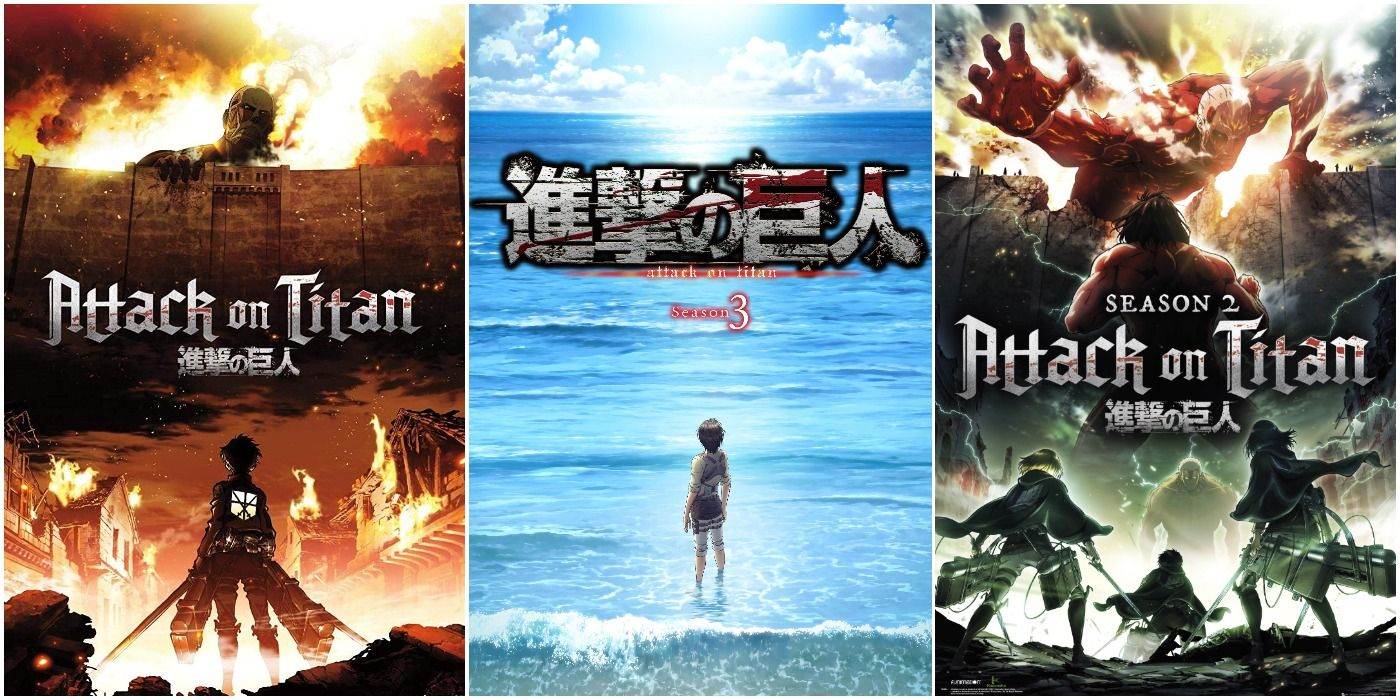 Attack on Titan
進撃の巨人
進撃の巨人
attack on titan
Season 3
SEASON 2
Attack on Titan
進撃の巨人
FUNIMATION